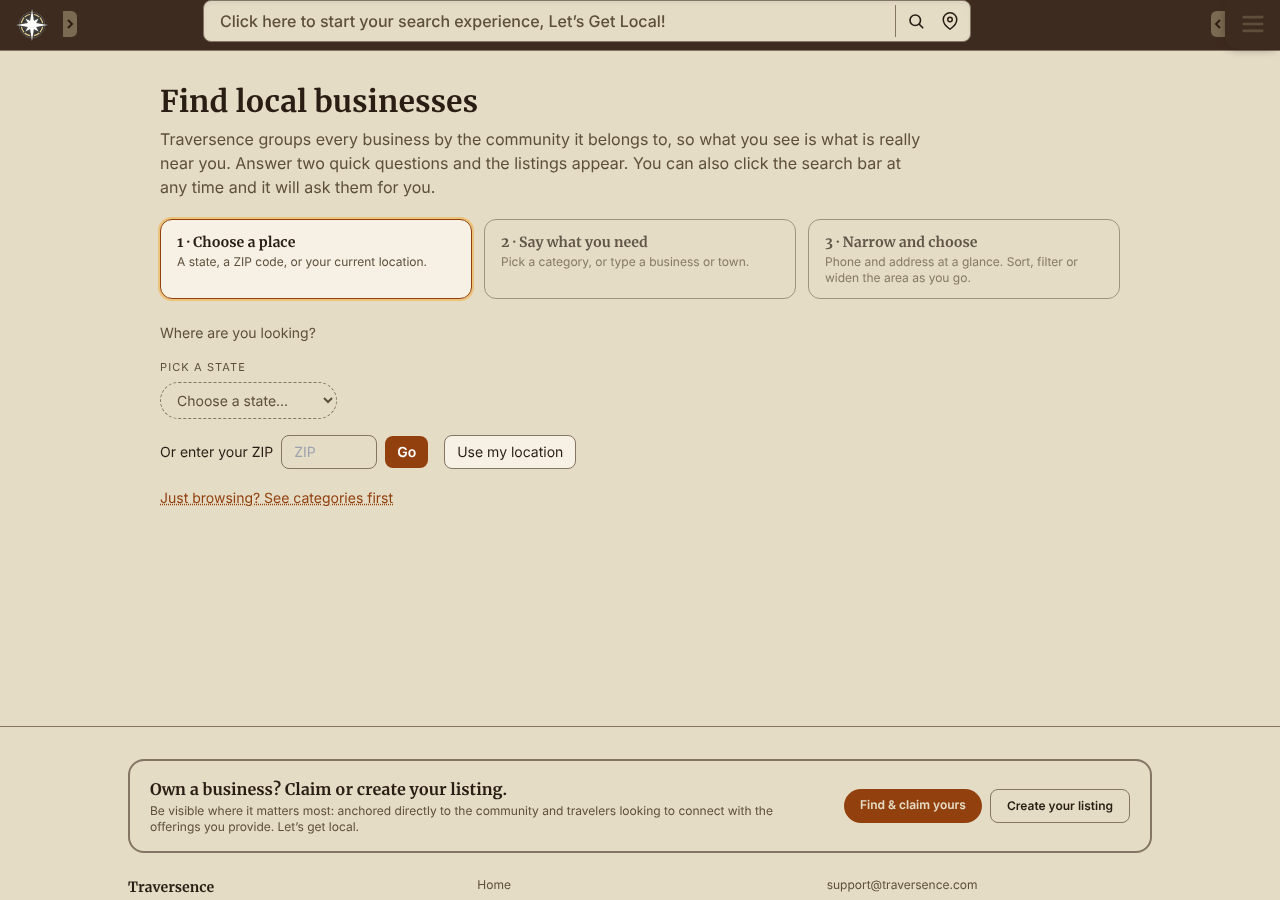 Click here to start your search experience, Let’s Get Local!
Find local businesses
Traversence groups every business by the community it belongs to, so what you see is what is really
near you. Answer two quick questions and the listings appear. You can also click the search bar at
any time and it will ask them for you.
1 · Choose a place
A state, a ZIP code, or your current location.
2 · Say what you need
Pick a category, or type a business or town.
3 · Narrow and choose
Phone and address at a glance. Sort, filter or
widen the area as you go.
Where are you looking?
PICK A STATE
Choose a state...
Or enter your ZIP ZIP Go Use my location
Just browsing? See categories first
Own a business? Claim or create your listing.
Be visible where it matters most: anchored directly to the community and travelers looking to connect with the
offerings you provide. Let’s get local.
Find & claim yours Create your listing
Traversence Home support@traversence.com